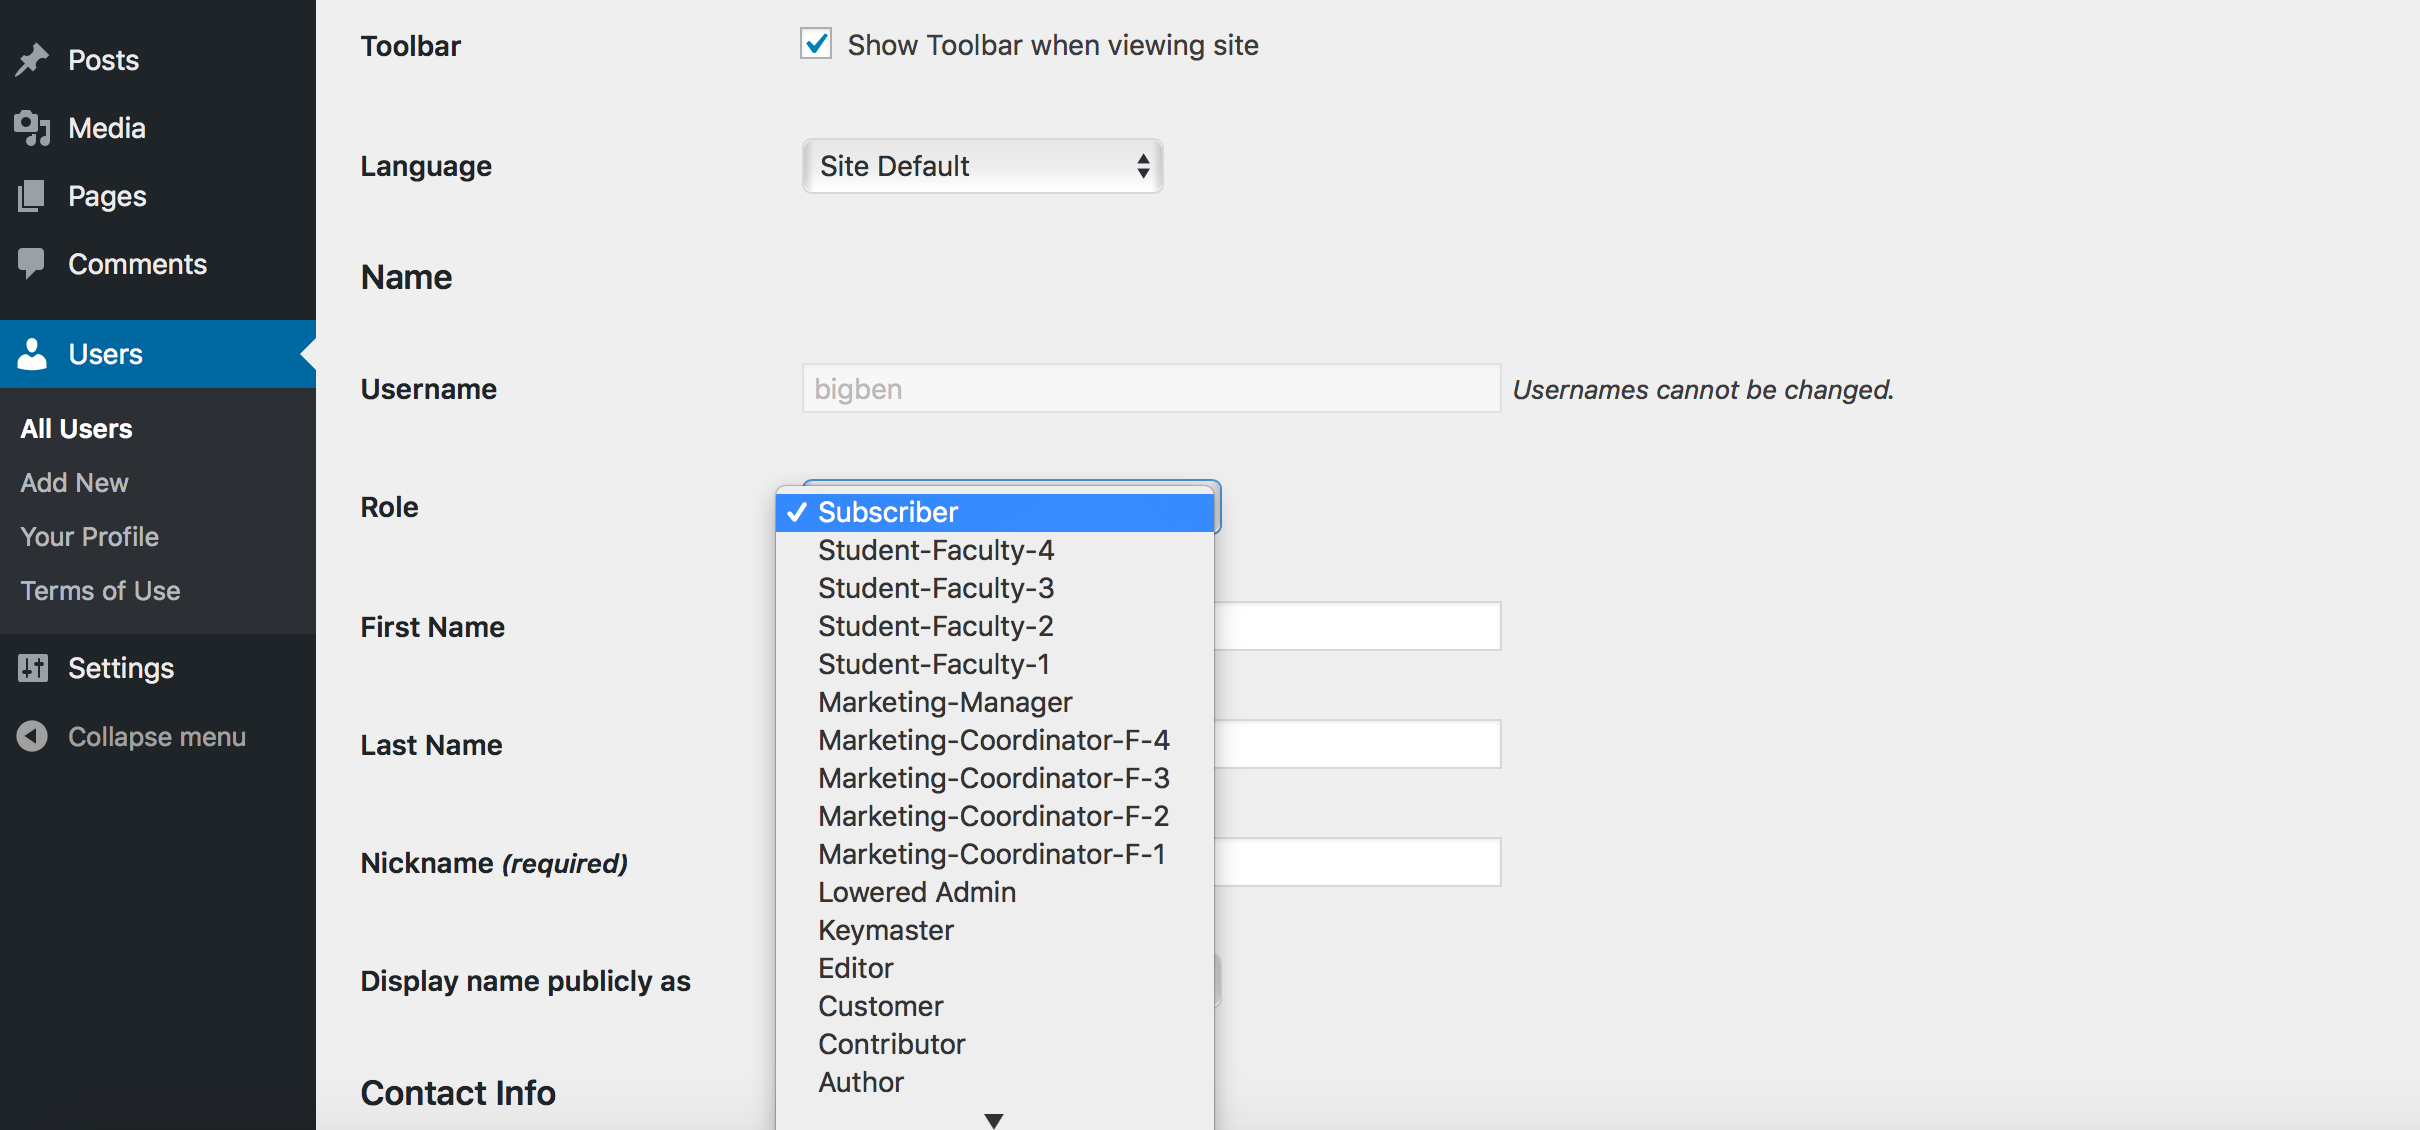 Posts
Media
Pages
Comments
Users
All Users
Add New
Your Profile
Terms of Use
Settings
Collapse menu
Toolbar
Show Toolbar when viewing site
Language
Site Default
Name
Username
bigben
Usernames cannot be changed.
Role
Subscriber
Student-Faculty-4
Student-Faculty-3
Student-Faculty-2
Student-Faculty-1
Marketing-Manager
Marketing-Coordinator-F-4
Marketing-Coordinator-F-3
Marketing-Coordinator-F-2
Marketing-Coordinator-F-1
Lowered Admin
Keymaster
Editor
Customer
Contributor
Author
First Name
Last Name
Nickname (required)
Display name publicly as
Contact Info